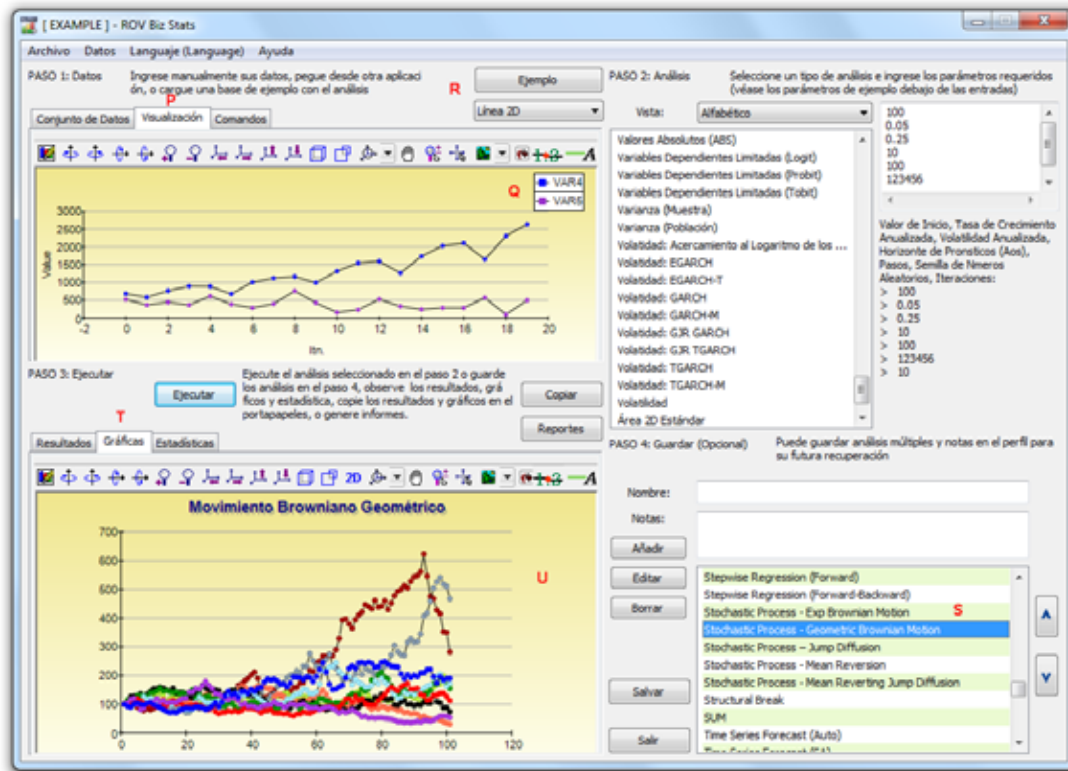 [ EXAMPLE ] - ROV Biz Stats
Archivo Datos Languaje (Language) Ayuda
PASO 1: Datos
Ingrese manualmente sus datos, pegue desde otra aplicaci
ón, o cargue una base de ejemplo con el análisis
P
R
Ejemplo
Línea 2D
Conjunto de Datos Visualización Comandos
2D
A
Q
VAR4
VAR5
Value
3000
2500
2000
1500
1000
500
0
-2 0 2 4 6 8 10 12 14 16 18 20
Itn.
PASO 2: Análisis
Seleccione un tipo de análisis e ingrese los parámetros requeridos
(véase los parámetros de ejemplo debajo de las entradas)
Vista:
Alfabético
Valores Absolutos (ABS)
Variables Dependientes Limitadas (Logit)
Variables Dependientes Limitadas (Probit)
Variables Dependientes Limitadas (Tobit)
Varianza (Muestra)
Varianza (Población)
Volatidad: Acercamiento al Logaritmo de los ...
Volatilidad: EGARCH
Volatilidad: EGARCH-T
Volatilidad: GARCH
Volatilidad: GARCH-M
Volatilidad: GJR GARCH
Volatilidad: GJR TGARCH
Volatilidad: TGARCH
Volatilidad: TGARCH-M
Volatilidad
Área 2D Estándar
100
0.05
0.25
10
100
123456
Valor de Inicio, Tasa de Crecimiento
Anualizada, Volatilidad Anualizada,
Horizonte de Pronsticos (Aos),
Pasos, Semilla de Nmeros
Aleatorios, Iteraciones:
> 100
> 0.05
> 0.25
> 10
> 100
> 123456
> 10
PASO 3: Ejecutar
Ejecutar
Ejecute el análisis seleccionado en el paso 2 o guarde
los análisis en el paso 4, observe los resultados, grá
ficos y estadística, copie los resultados y gráficos en el
portapapeles, o genere informes.
Copiar
Reportes
T
Resultados Gráficas Estadísticas
2D
A
Movimiento Browniano Geométrico
700
600
500
400
300
200
100
0
0 20 40 60 80 100 120
U
PASO 4: Guardar (Opcional)
Puede guardar análisis múltiples y notas en el perfil para
su futura recuperación
Nombre:
Notas:
Añadir
Editar
Borrar
Salvar
Salir
Stepwise Regression (Forward)
Stepwise Regression (Forward-Backward)
Stochastic Process - Exp Brownian Motion
S
Stochastic Process - Geometric Brownian Motion
Stochastic Process – Jump Diffusion
Stochastic Process - Mean Reversion
Stochastic Process - Mean Reverting Jump Diffusion
Structural Break
SUM
Time Series Forecast (Auto)